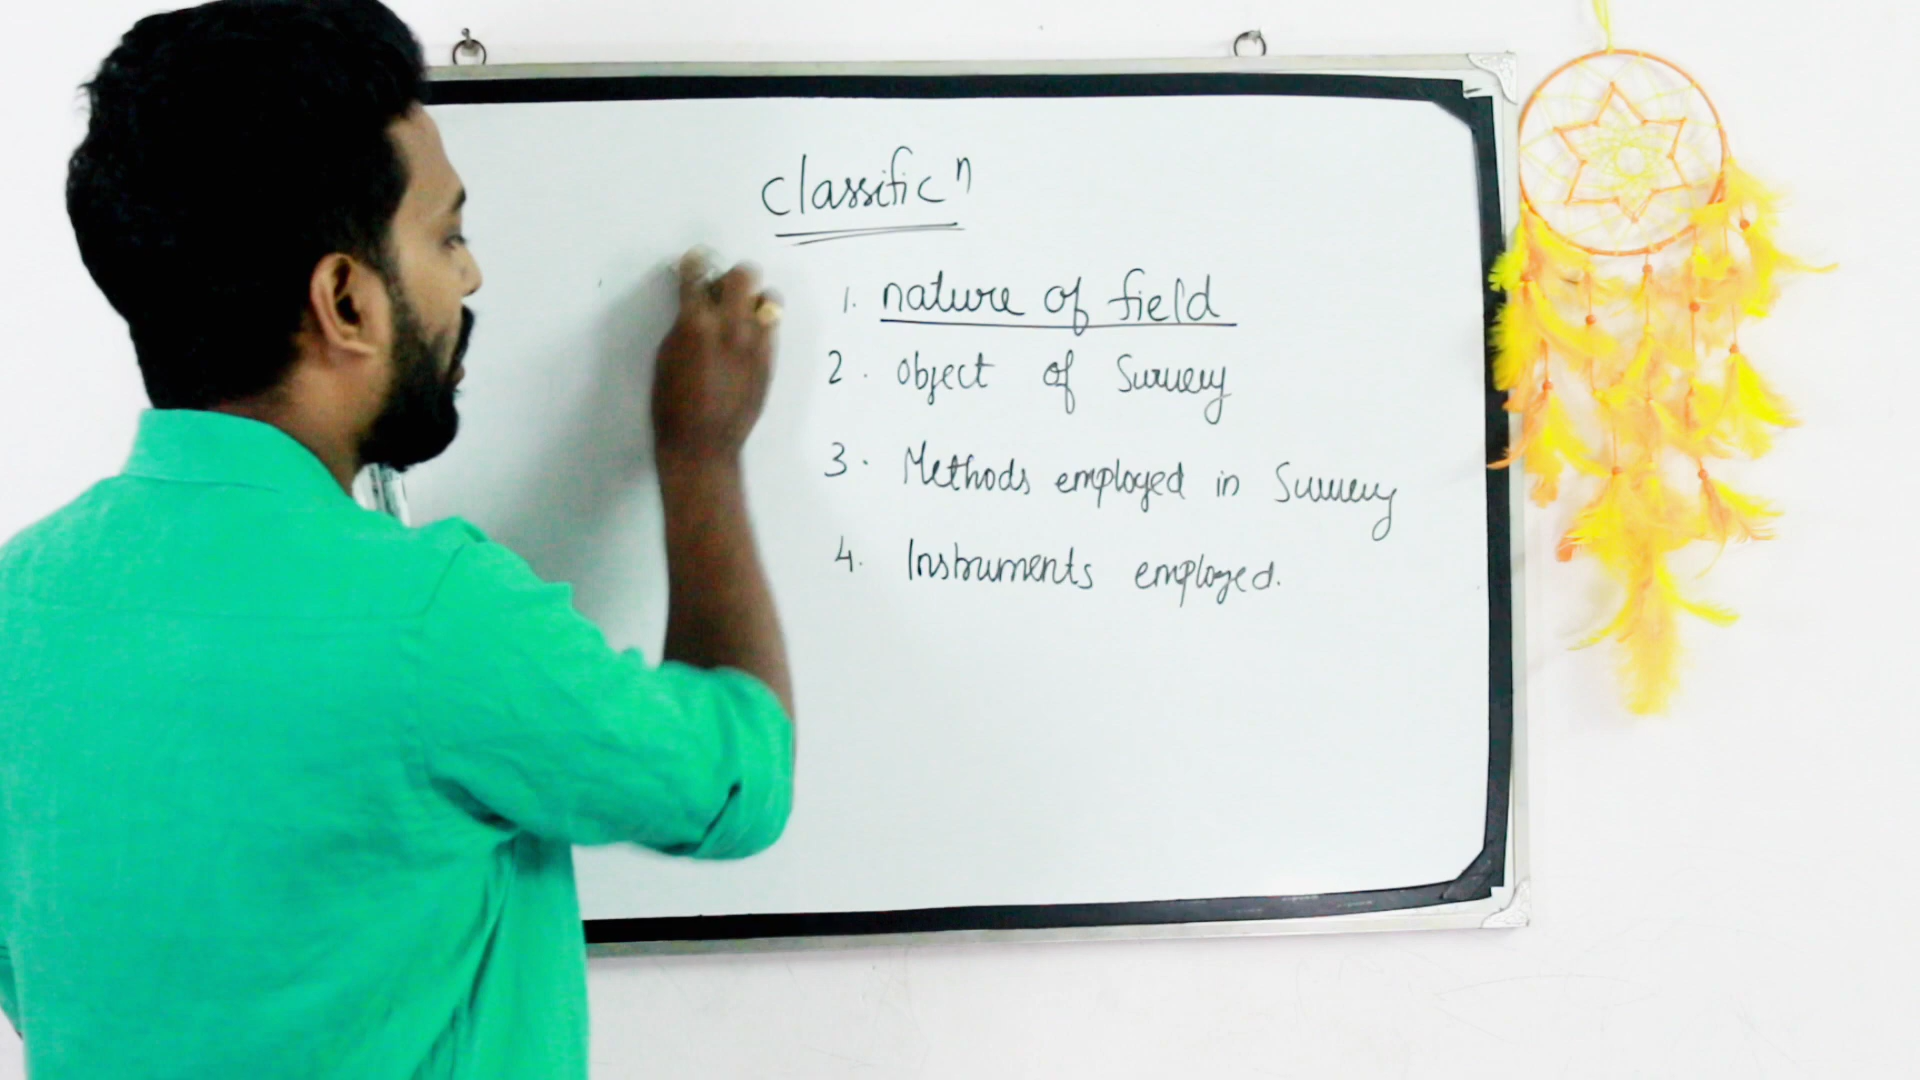 classificⁿ
1. nature of field
2. object of Survey
3. Methods employed in Survey
4. Instruments employed.